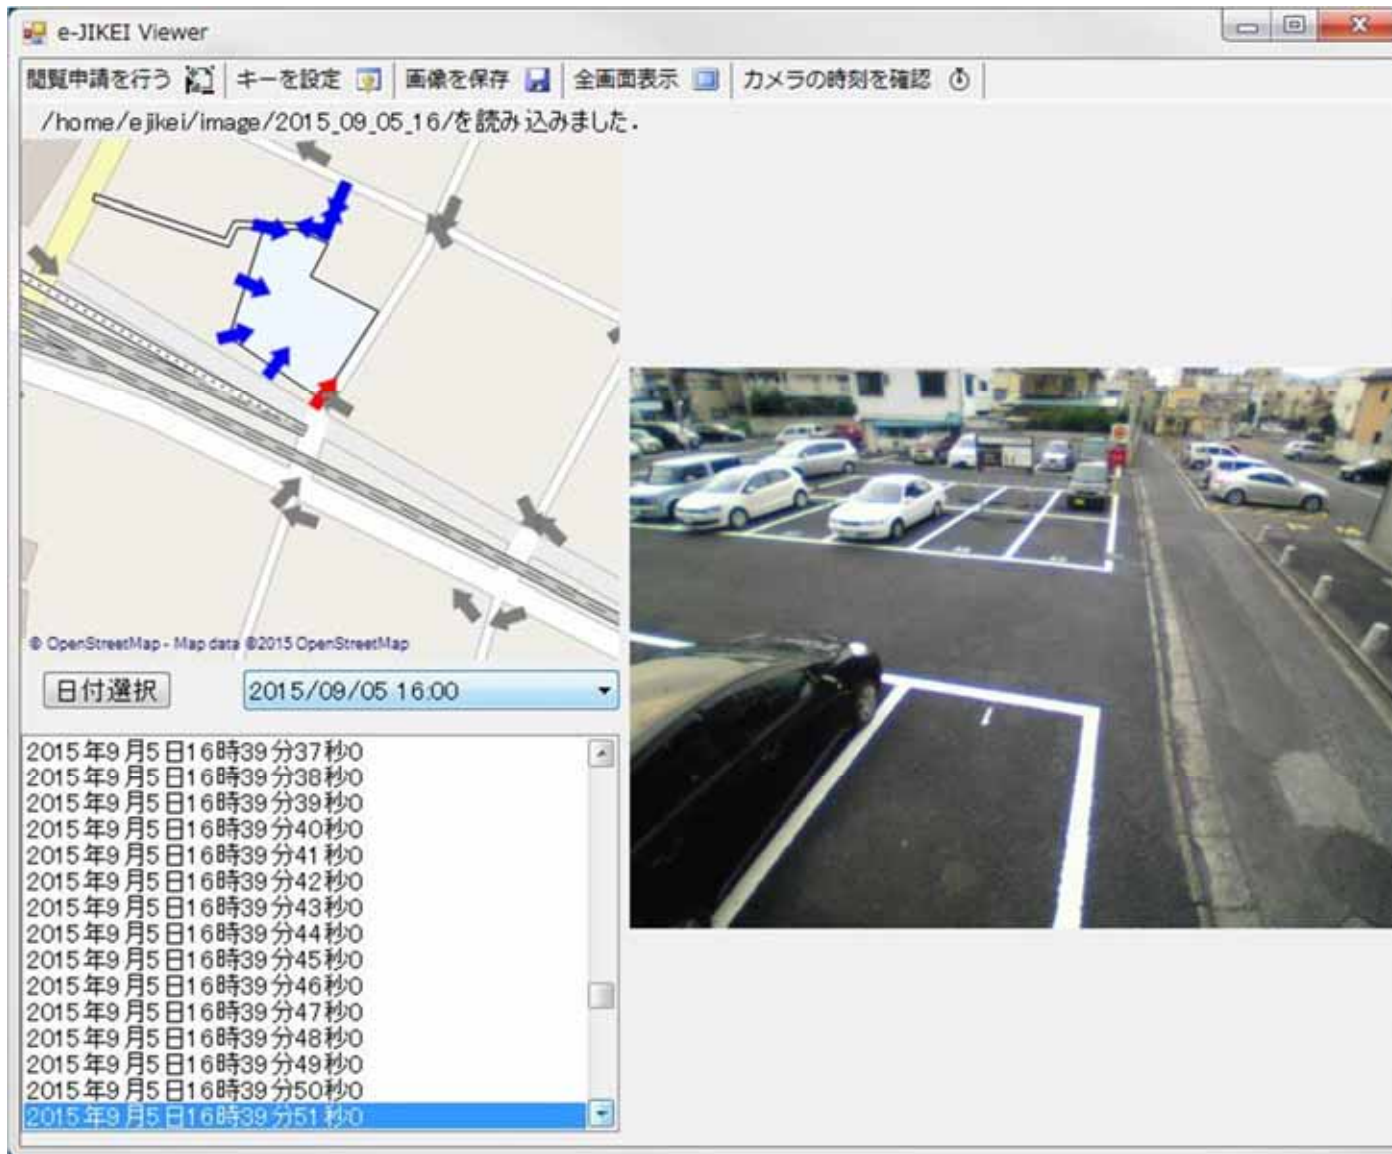 e-JIKEI Viewer
閲覧申請を行う キーを設定 画像を保存 全画面表示 カメラの時刻を確認
/home/ejikei/image/2015_09_05_16/を読み込みました.
© OpenStreetMap - Map data ©2015 OpenStreetMap
日付選択 2015/09/05 16:00
2015年9月5日16時39分37秒0
2015年9月5日16時39分38秒0
2015年9月5日16時39分39秒0
2015年9月5日16時39分40秒0
2015年9月5日16時39分41秒0
2015年9月5日16時39分42秒0
2015年9月5日16時39分43秒0
2015年9月5日16時39分44秒0
2015年9月5日16時39分45秒0
2015年9月5日16時39分46秒0
2015年9月5日16時39分47秒0
2015年9月5日16時39分48秒0
2015年9月5日16時39分49秒0
2015年9月5日16時39分50秒0
2015年9月5日16時39分51秒0